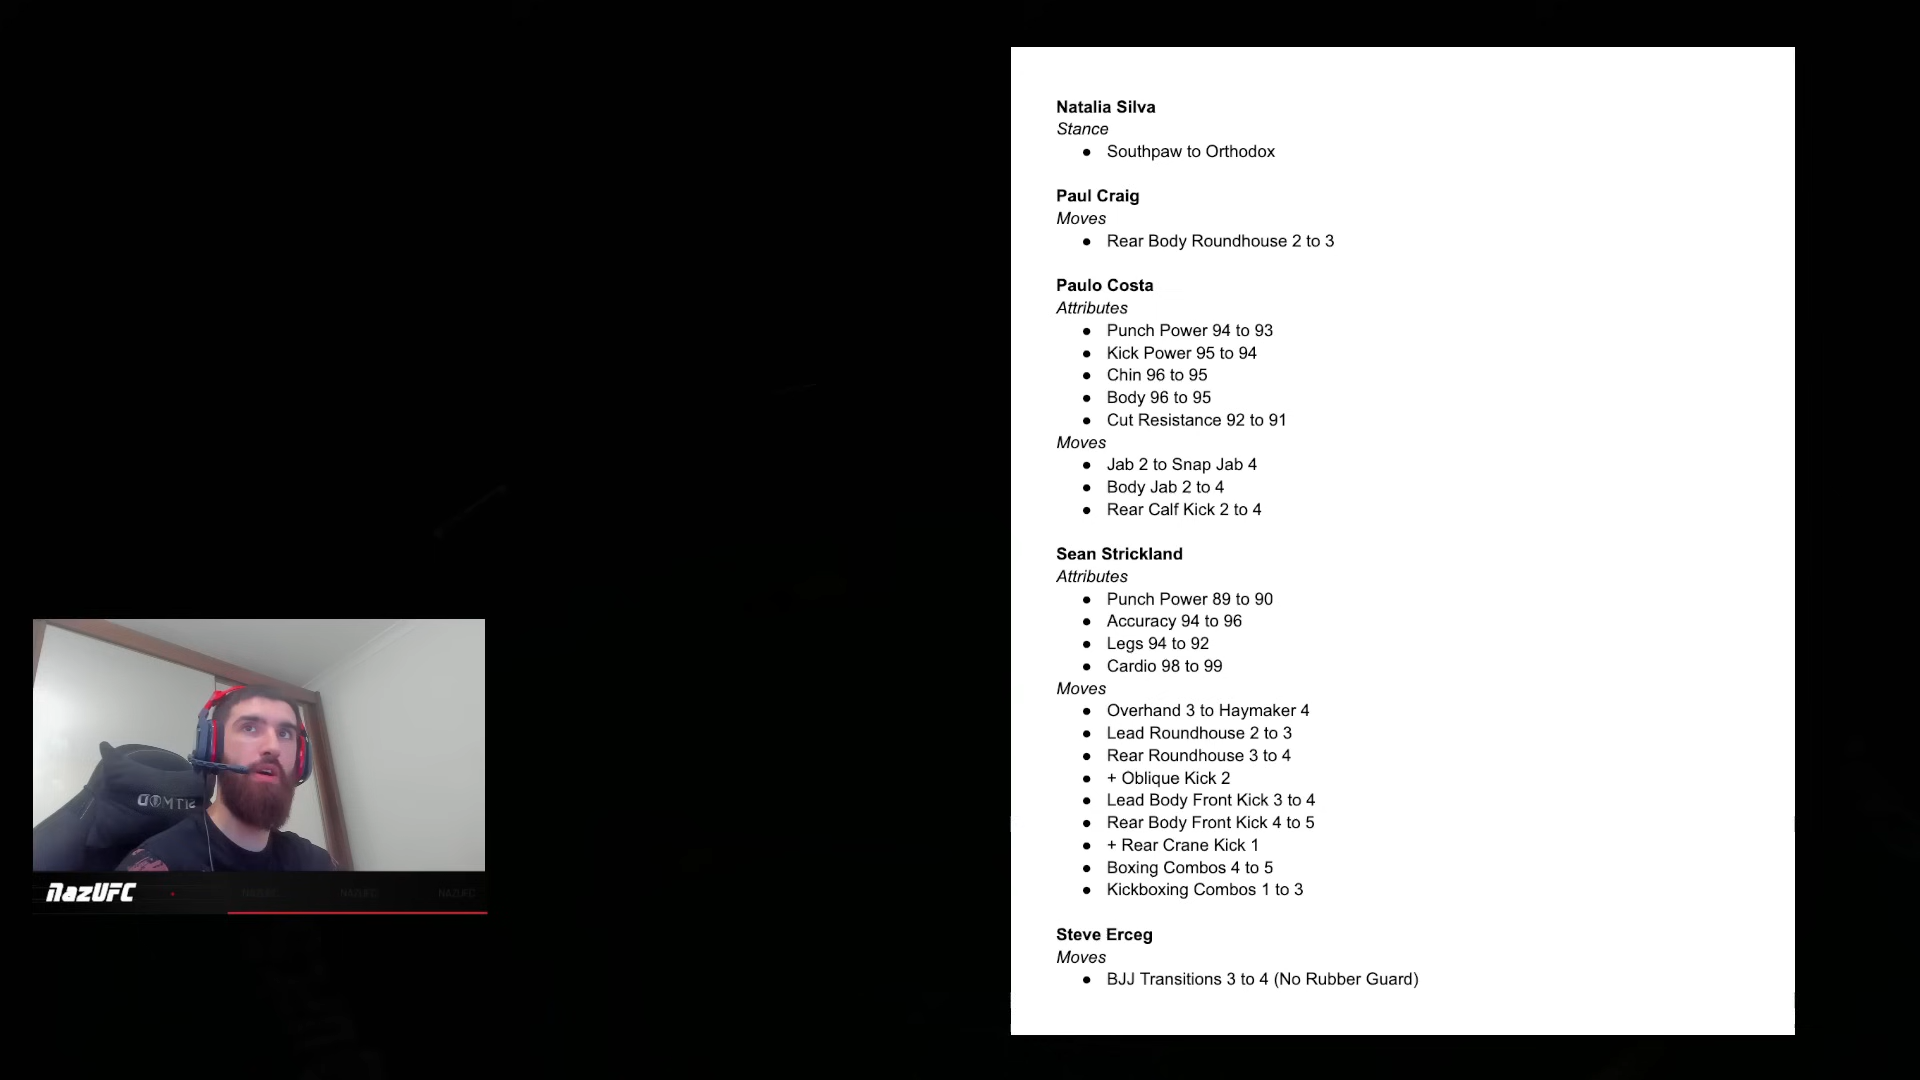 Natalia Silva
Stance
● Southpaw to Orthodox
Paul Craig
Moves
● Rear Body Roundhouse 2 to 3
Paulo Costa
Attributes
● Punch Power 94 to 93
● Kick Power 95 to 94
● Chin 96 to 95
● Body 96 to 95
● Cut Resistance 92 to 91
Moves
● Jab 2 to Snap Jab 4
● Body Jab 2 to 4
● Rear Calf Kick 2 to 4
Sean Strickland
Attributes
● Punch Power 89 to 90
● Accuracy 94 to 96
● Legs 94 to 92
● Cardio 98 to 99
Moves
● Overhand 3 to Haymaker 4
● Lead Roundhouse 2 to 3
● Rear Roundhouse 3 to 4
● + Oblique Kick 2
● Lead Body Front Kick 3 to 4
● Rear Body Front Kick 4 to 5
● + Rear Crane Kick 1
● Boxing Combos 4 to 5
● Kickboxing Combos 1 to 3
Steve Erceg
Moves
● BJJ Transitions 3 to 4 (No Rubber Guard)
NazUFC
NAZUFC NAZUFC NAZUFC